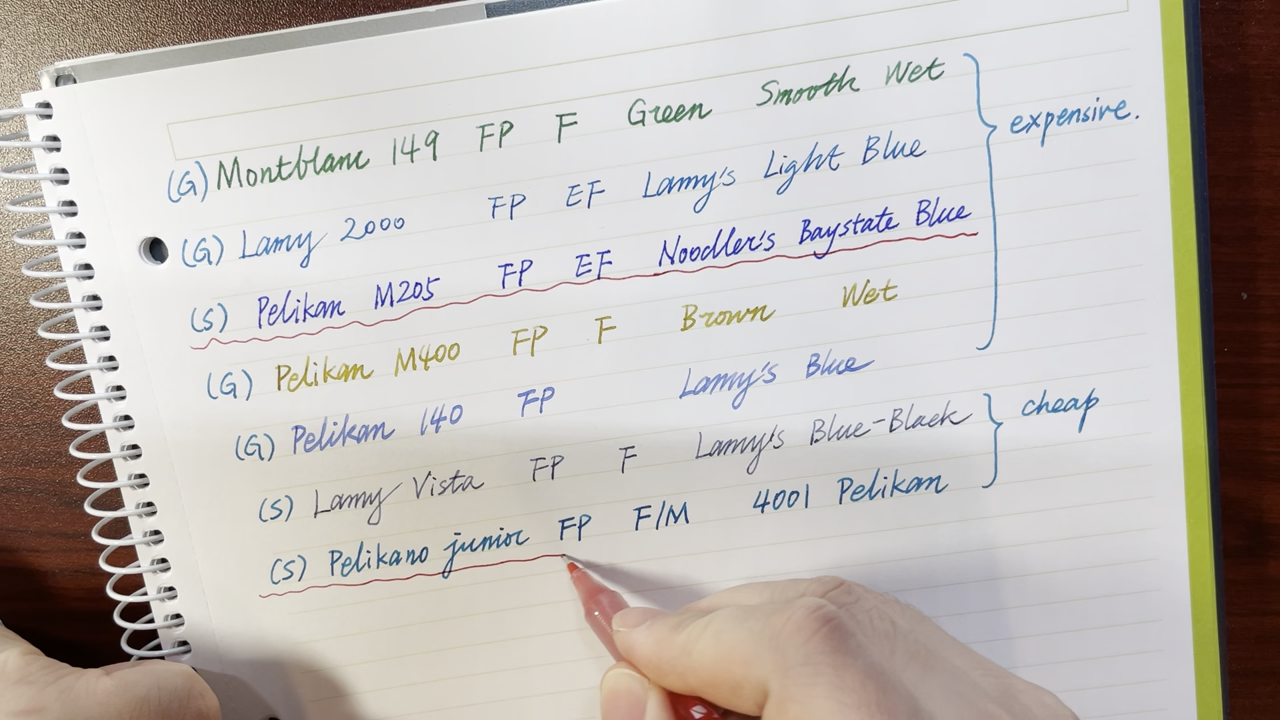 (G) Montblanc 149 FP F Green Smooth Wet
(G) Lamy 2000 FP EF Lamy's Light Blue
(S) Pelikan M205 FP EF Noodler's Baystate Blue
(G) Pelikan M400 FP F Brown Wet
(G) Pelikan 140 FP Lamy's Blue
(S) Lamy Vista FP F Lamy's Blue-Black
(S) Pelikano junior FP F/M 4001 Pelikan
expensive.
cheap